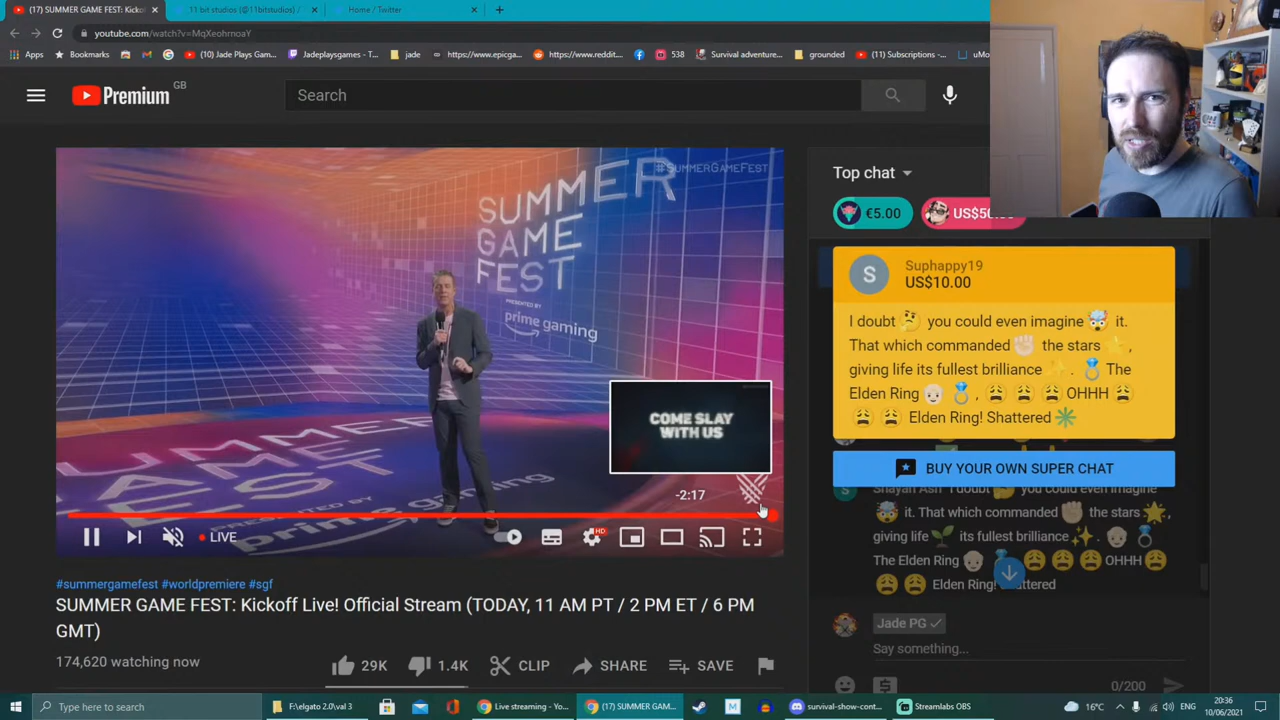 (17) SUMMER GAME FEST: Kicko
11 bit studios (@11bitstudios) /
Home / Twitter
youtube.com/watch?v=MqXeohrnoaY
Apps
Bookmarks
(10) Jade Plays Gam...
Jadeplaysgames - T...
jade
https://www.epicga...
https://www.reddit...
538
Survival adventure...
grounded
(11) Subscriptions -...
uMo
Premium
GB
Search
#SUMMERGAMEFEST
SUMMER
GAME
FEST
PRESENTED BY
prime gaming
SUMMER
GAME
FEST
prime gaming
COME SLAY
WITH US
-2:17
LIVE
HD
Top chat
€5.00
S
Suphappy19
US$10.00
I doubt 🤔 you could even imagine 🤯 it.
That which commanded ✊🏻 the stars ⭐,
giving life its fullest brilliance ✨. 💍 The
Elden Ring 👴🏻 💍, 😩 😩 😩 OHHH 😩
😩 😩 Elden Ring! Shattered ✳️
BUY YOUR OWN SUPER CHAT
S
Shayan Ash I doubt 🤔 you could even imagine
🤯 it. That which commanded ✊🏻 the stars 🌟,
giving life 🌱 its fullest brilliance ✨. 👴🏻 💍
The Elden Ring 👴🏻 😩 😩 😩 OHHH 😩
😩 😩 Elden Ring! Shattered
Jade PG ✓
Say something...
0/200
#summergamefest #worldpremiere #sgf
SUMMER GAME FEST: Kickoff Live! Official Stream (TODAY, 11 AM PT / 2 PM ET / 6 PM
GMT)
174,620 watching now
29K
1.4K
CLIP
SHARE
SAVE
Type here to search
F:\elgato 2.0\val 3
Live streaming - ...
(17) SUMMER GAM...
M
survival-show-cont...
Streamlabs OBS
16°C
20:36
10/06/2021